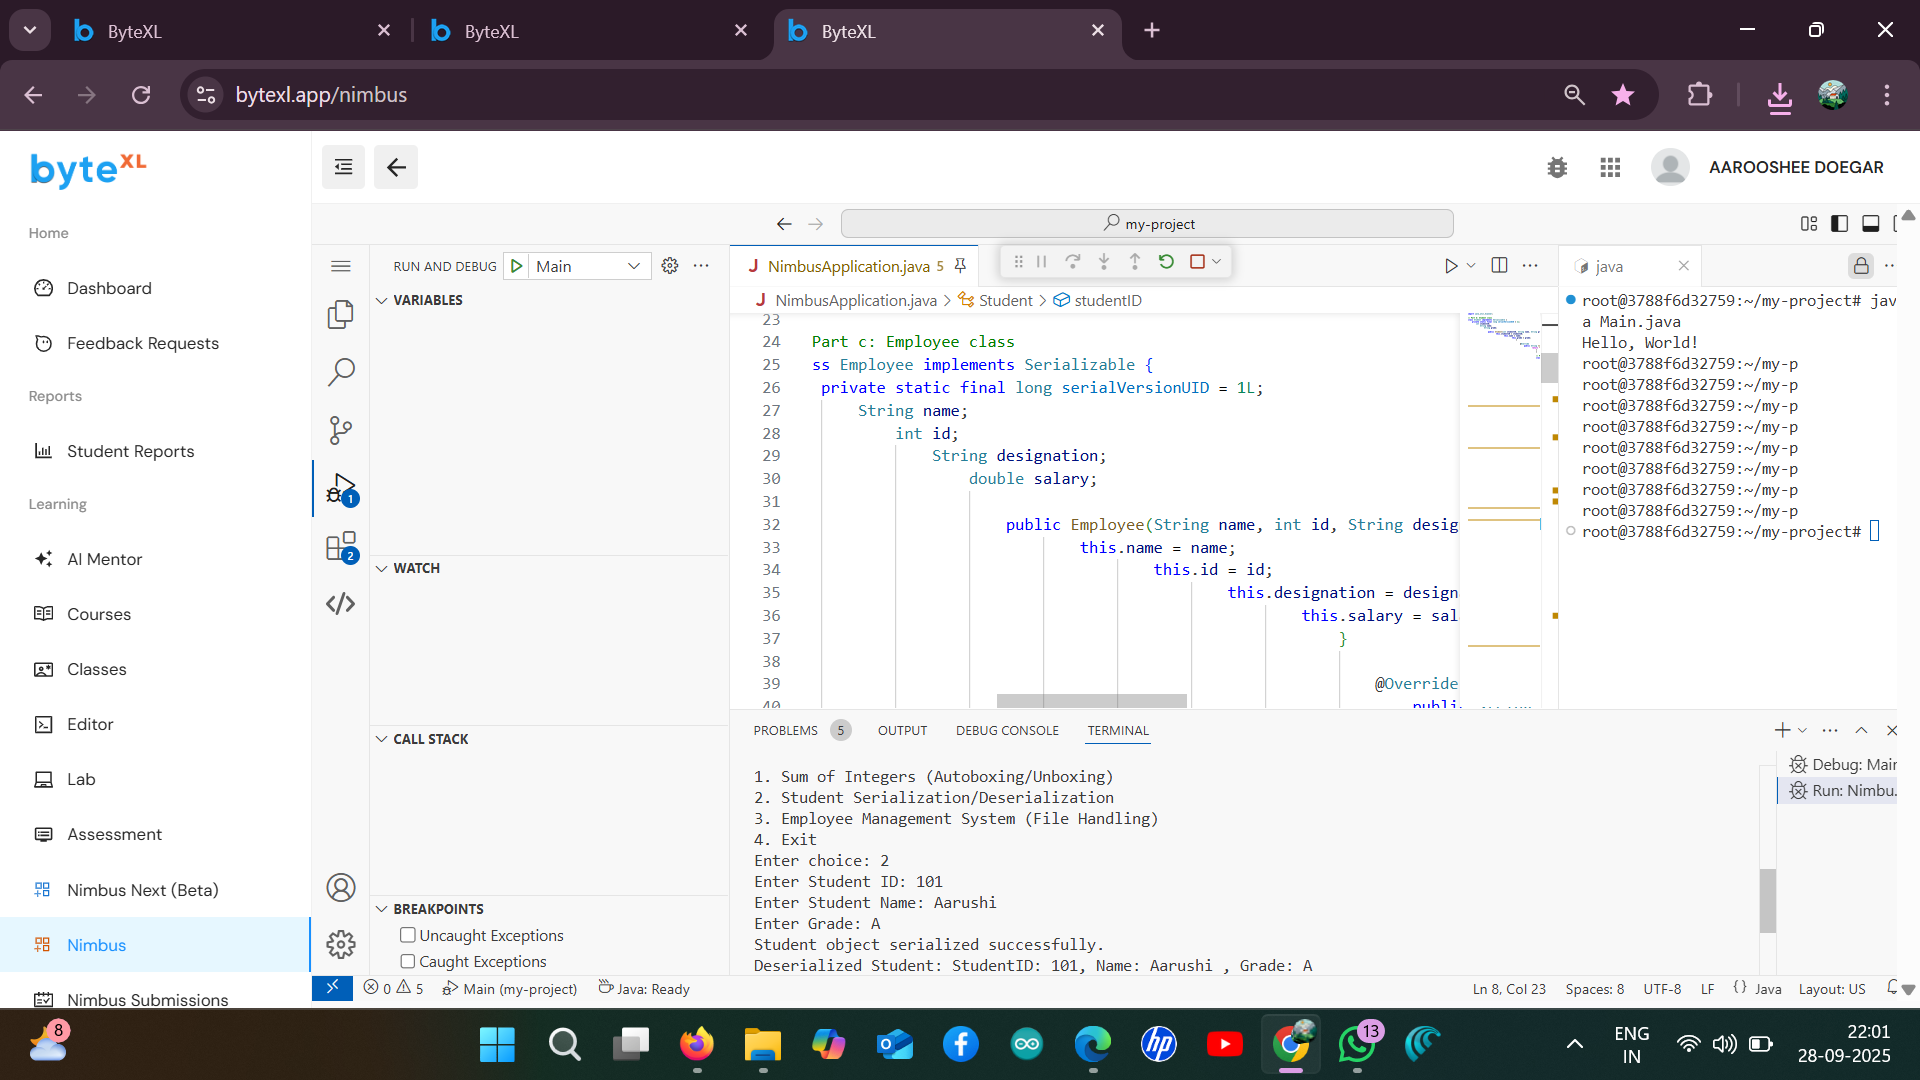 ByteXL
ByteXL
ByteXL
bytexl.app/nimbus
byteXL
AAROOSHEE DOEGAR
Home
Dashboard
Feedback Requests
Reports
Student Reports
Learning
AI Mentor
Courses
Classes
Editor
Lab
Assessment
Nimbus Next (Beta)
Nimbus
Nimbus Submissions
my-project
RUN AND DEBUG
Main
VARIABLES
WATCH
CALL STACK
BREAKPOINTS
Uncaught Exceptions
Caught Exceptions
1
2
NimbusApplication.java 5
NimbusApplication.java > Student > studentID
23
24 Part c: Employee class
25 ss Employee implements Serializable {
26 private static final long serialVersionUID = 1L;
27 String name;
28 int id;
29 String designation;
30 double salary;
31
32 public Employee(String name, int id, String desig
33 this.name = name;
34 this.id = id;
35 this.designation = design
36 this.salary = sal
37 }
38
39 @Override
40 publi
java
root@3788f6d32759:~/my-project# jav
a Main.java
Hello, World!
root@3788f6d32759:~/my-p
root@3788f6d32759:~/my-p
root@3788f6d32759:~/my-p
root@3788f6d32759:~/my-p
root@3788f6d32759:~/my-p
root@3788f6d32759:~/my-p
root@3788f6d32759:~/my-p
root@3788f6d32759:~/my-p
root@3788f6d32759:~/my-project#
PROBLEMS 5 OUTPUT DEBUG CONSOLE TERMINAL
1. Sum of Integers (Autoboxing/Unboxing)
2. Student Serialization/Deserialization
3. Employee Management System (File Handling)
4. Exit
Enter choice: 2
Enter Student ID: 101
Enter Student Name: Aarushi
Enter Grade: A
Student object serialized successfully.
Deserialized Student: StudentID: 101, Name: Aarushi , Grade: A
Debug: Mair
Run: Nimbu.
0 5 Main (my-project) Java: Ready
Ln 8, Col 23 Spaces: 8 UTF-8 LF {} Java Layout: US
8
13
ENG
IN
22:01
28-09-2025